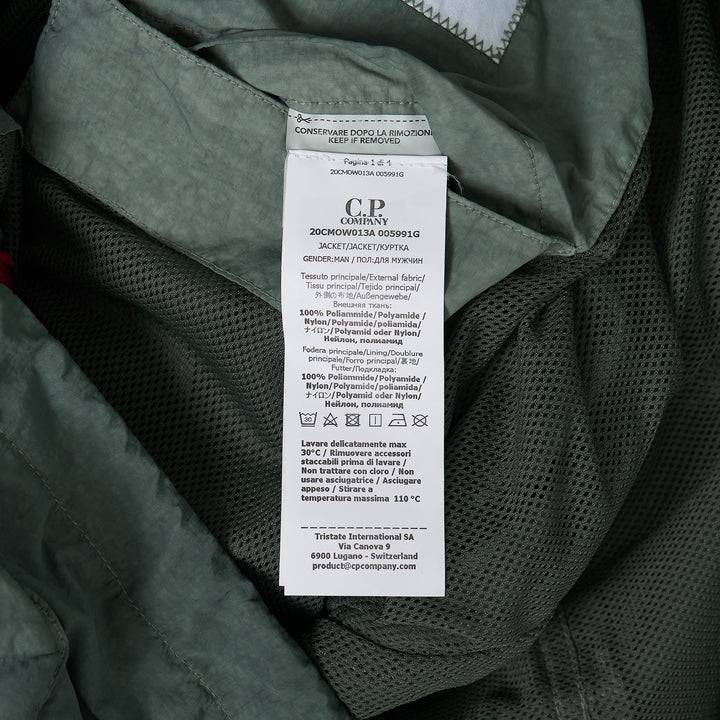 CONSERVARE DOPO LA RIMOZION
KEEP IF REMOVED
Pagina 1 di 4
20CMOW013A 005991G
C.P.
COMPANY
20CMOW013A 005991G
JACKET/JACKET/КУРТКА
GENDER:MAN / ПОЛ:ДЛЯ МУЖЧИН
Tessuto principale/External fabric/
Tissu principal/Tejido principal/
外側の布地/Außengewebe/
Внешняя ткань:
100% Poliammide/Polyamide/
Nylon/Polyamide/poliamida/
ナイロン/Polyamid oder Nylon/
Нейлон, полиамид
Fodera principale/Lining/Doublure
principale/Forro principal/裏地/
Futter/Подкладка:
100% Poliammide/Polyamide/
Nylon/Polyamide/poliamida/
ナイロン/Polyamid oder Nylon/
Нейлон, полиамид
30
Lavare delicatamente max
30°C / Rimuovere accessori
staccabili prima di lavare /
Non trattare con cloro / Non
usare asciugatrice / Asciugare
appeso / Stirare a
temperatura massima 110 °C
Tristate International SA
Via Canova 9
6900 Lugano - Switzerland
product@cpcompany.com